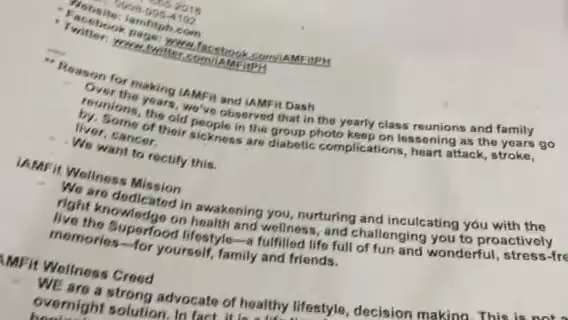 565-2018
0998-995-4192
• Website: iamfitph.com
• Facebook page: www.facebook.com/iAMFitPH
• Twitter: www.twitter.com/iAMFitPH
** Reason for making iAMFit and iAMFit Dash
Over the years, we've observed that in the yearly class reunions and family
reunions, the old people in the group photo keep on lessening as the years go
by. Some of their sickness are diabetic complications, heart attack, stroke,
liver, cancer.
We want to rectify this.
iAMFit Wellness Mission
We are dedicated in awakening you, nurturing and inculcating you with the
right knowledge on health and wellness, and challenging you to proactively
live the Superfood lifestyle—a fulfilled life full of fun and wonderful, stress-fre
memories—for yourself, family and friends.
AMFit Wellness Creed
WE are a strong advocate of healthy lifestyle, decision making. This is not a
overnight solution. In fact, it is a